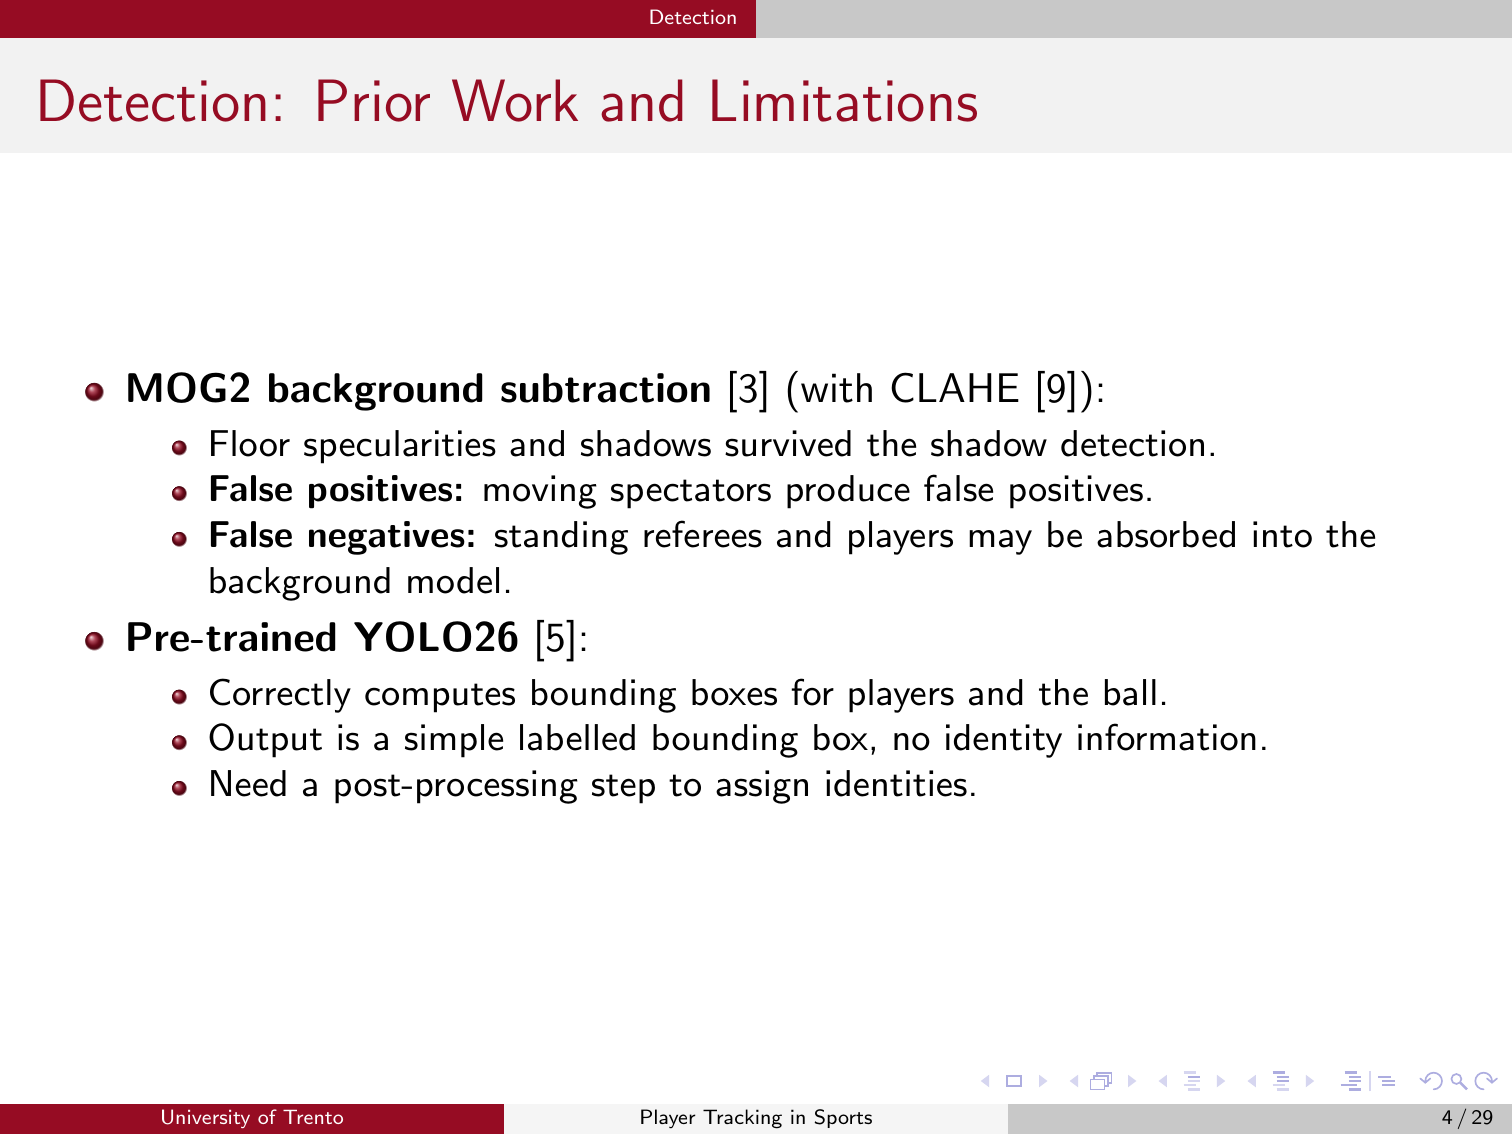 Detection
Detection: Prior Work and Limitations
MOG2 background subtraction [3] (with CLAHE [9]):
Floor specularities and shadows survived the shadow detection.
False positives: moving spectators produce false positives.
False negatives: standing referees and players may be absorbed into the
background model.
Pre-trained YOLO26 [5]:
Correctly computes bounding boxes for players and the ball.
Output is a simple labelled bounding box, no identity information.
Need a post-processing step to assign identities.
University of Trento
Player Tracking in Sports
4 / 29